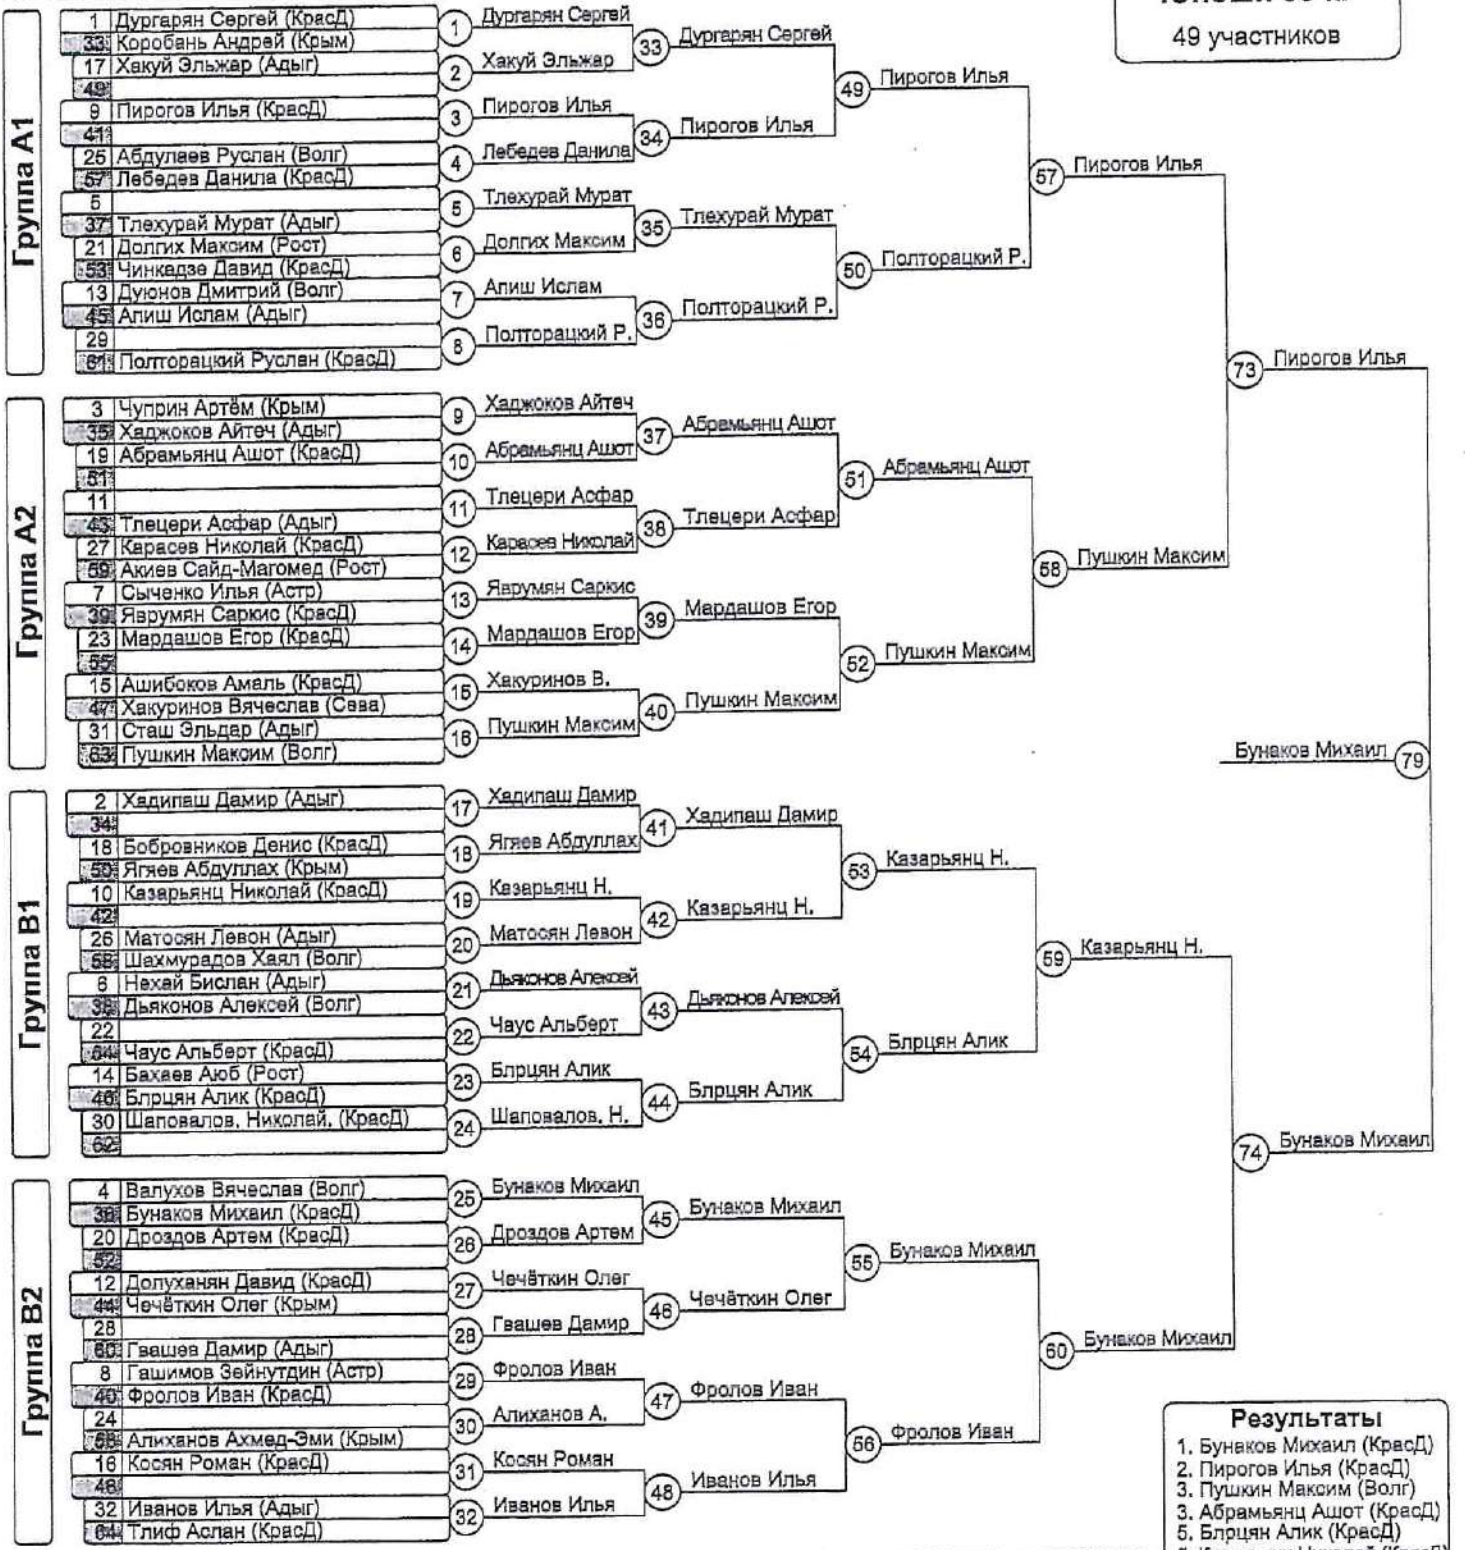 49 участников
Группа A1
1 Дургарян Сергей (КрасД)
33 Коробань Андрей (Крым)
17 Хакуй Эльжар (Адыг)
49
9 Пирогов Илья (КрасД)
41
25 Абдулаев Руслан (Волг)
57 Лебедев Данила (КрасД)
5
37 Тлехурай Мурат (Адыг)
21 Долгих Максим (Рост)
53 Чинкадзе Давид (КрасД)
13 Дуюнов Дмитрий (Волг)
45 Апиш Ислам (Адыг)
29
61 Полторацкий Руслан (КрасД)
1 Дургарян Сергей
2 Хакуй Эльжар
3 Пирогов Илья
4 Лебедев Данила
5 Тлехурай Мурат
6 Долгих Максим
7 Апиш Ислам
8 Полторацкий Р.
33 Дургарян Сергей
34 Пирогов Илья
35 Тлехурай Мурат
36 Полторацкий Р.
49 Пирогов Илья
50 Полторацкий Р.
57 Пирогов Илья
Группа A2
3 Чуприн Артём (Крым)
35 Хаджоков Айтеч (Адыг)
19 Абрамьянц Ашот (КрасД)
51
11
43 Тлецери Асфар (Адыг)
27 Карасев Николай (КрасД)
59 Акиев Сайд-Магомед (Рост)
7 Сыченко Илья (Астр)
39 Яврумян Саркис (КрасД)
23 Мардашов Егор (КрасД)
55
15 Ашибоков Амаль (КрасД)
47 Хакуринов Вячеслав (Сева)
31 Сташ Эльдар (Адыг)
63 Пушкин Максим (Волг)
9 Хаджоков Айтеч
10 Абрамьянц Ашот
11 Тлецери Асфар
12 Карасев Николай
13 Яврумян Саркис
14 Мардашов Егор
15 Хакуринов В.
16 Пушкин Максим
37 Абрамьянц Ашот
38 Тлецери Асфар
39 Мардашов Егор
40 Пушкин Максим
51 Абрамьянц Ашот
52 Пушкин Максим
58 Пушкин Максим
73 Пирогов Илья
Бунаков Михаил 79
Группа B1
2 Хадипаш Дамир (Адыг)
34
18 Бобровников Денис (КрасД)
50 Ягяев Абдуллах (Крым)
10 Казарьянц Николай (КрасД)
42
26 Матосян Левон (Адыг)
58 Шахмурадов Хаял (Волг)
6 Нехай Бислан (Адыг)
38 Дьяконов Алексей (Волг)
22
54 Чаус Альберт (КрасД)
14 Бахаев Аюб (Рост)
46 Блрцян Алик (КрасД)
30 Шаповалов, Николай, (КрасД)
62
17 Хадипаш Дамир
18 Ягяев Абдуллах
19 Казарьянц Н.
20 Матосян Левон
21 Дьяконов Алексей
22 Чаус Альберт
23 Блрцян Алик
24 Шаповалов, Н.
41 Хадипаш Дамир
42 Казарьянц Н.
43 Дьяконов Алексей
44 Блрцян Алик
53 Казарьянц Н.
54 Блрцян Алик
59 Казарьянц Н.
Группа B2
4 Валухов Вячеслав (Волг)
36 Бунаков Михаил (КрасД)
20 Дроздов Артем (КрасД)
52
12 Долуханян Давид (КрасД)
44 Чечёткин Олег (Крым)
28
60 Гвашев Дамир (Адыг)
8 Гашимов Зейнутдин (Астр)
40 Фролов Иван (КрасД)
24
56 Алиханов Ахмед-Эми (Крым)
16 Косян Роман (КрасД)
48
32 Иванов Илья (Адыг)
64 Тлиф Аслан (КрасД)
25 Бунаков Михаил
26 Дроздов Артем
27 Чечёткин Олег
28 Гвашев Дамир
29 Фролов Иван
30 Алиханов А.
31 Косян Роман
32 Иванов Илья
45 Бунаков Михаил
46 Чечёткин Олег
47 Фролов Иван
48 Иванов Илья
55 Бунаков Михаил
56 Фролов Иван
60 Бунаков Михаил
74 Бунаков Михаил
Результаты
1. Бунаков Михаил (КрасД)
2. Пирогов Илья (КрасД)
3. Пушкин Максим (Волг)
3. Абрамьянц Ашот (КрасД)
5. Блрцян Алик (КрасД)